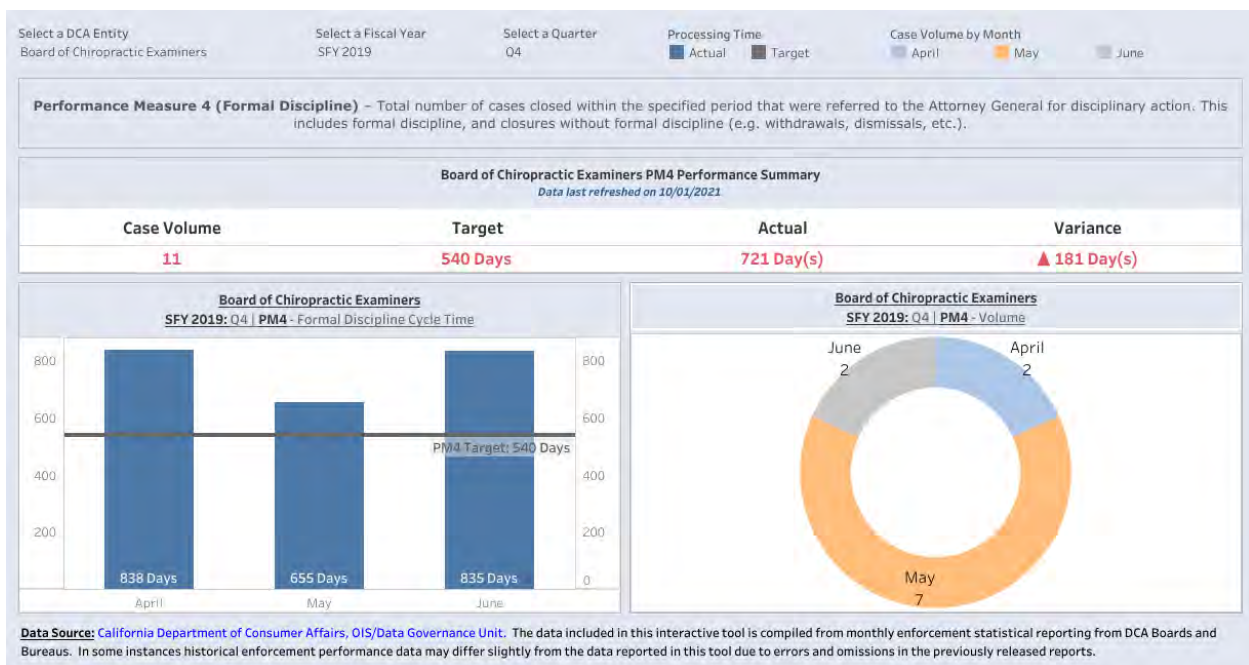 Select a DCA Entity
Board of Chiropractic Examiners
Select a Fiscal Year
SFY 2019
Select a Quarter
Q4
Processing Time
Actual Target
Case Volume by Month
April May June
Performance Measure 4 (Formal Discipline) – Total number of cases closed within the specified period that were referred to the Attorney General for disciplinary action. This
includes formal discipline, and closures without formal discipline (e.g. withdrawals, dismissals, etc.).
Board of Chiropractic Examiners PM4 Performance Summary
Data last refreshed on 10/01/2021
Case Volume Target Actual Variance
11 540 Days 721 Day(s) ▲ 181 Day(s)
Board of Chiropractic Examiners
SFY 2019: Q4 | PM4 - Formal Discipline Cycle Time
800
600
400
200
PM4 Target: 540 Days
838 Days 655 Days 835 Days
April May June
800
600
400
200
0
Board of Chiropractic Examiners
SFY 2019: Q4 | PM4 - Volume
June
2
April
2
May
7
Data Source: California Department of Consumer Affairs, OIS/Data Governance Unit. The data included in this interactive tool is compiled from monthly enforcement statistical reporting from DCA Boards and
Bureaus. In some instances historical enforcement performance data may differ slightly from the data reported in this tool due to errors and omissions in the previously released reports.